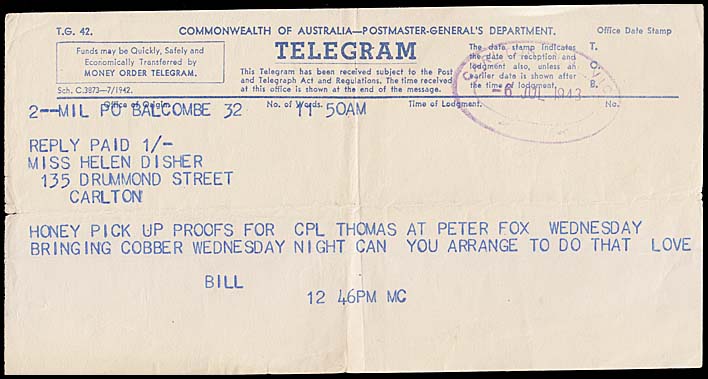 T.G. 42. COMMONWEALTH OF AUSTRALIA—POSTMASTER-GENERAL'S DEPARTMENT. Office Date Stamp
Funds may be Quickly, Safely and
Economically Transferred by
MONEY ORDER TELEGRAM.
Sch. C.3873—7/1942.
TELEGRAM
This Telegram has been received subject to the Post
and Telegraph Act and Regulations. The time received
at this office is shown at the end of the message.
The date stamp indicates
the date of reception and
lodgment also, unless an
earlier date is shown after
the time of lodgment.
T.
O.
B.
-6 JUL 1943
VIC
Office of Origin. No. of Words. Time of Lodgment. No.
2--MIL PO BALCOMBE 32 11 50AM
REPLY PAID 1/-
MISS HELEN DISHER
135 DRUMMOND STREET
CARLTON
HONEY PICK UP PROOFS FOR CPL THOMAS AT PETER FOX WEDNESDAY
BRINGING COBBER WEDNESDAY NIGHT CAN YOU ARRANGE TO DO THAT LOVE
BILL
12 46PM MC